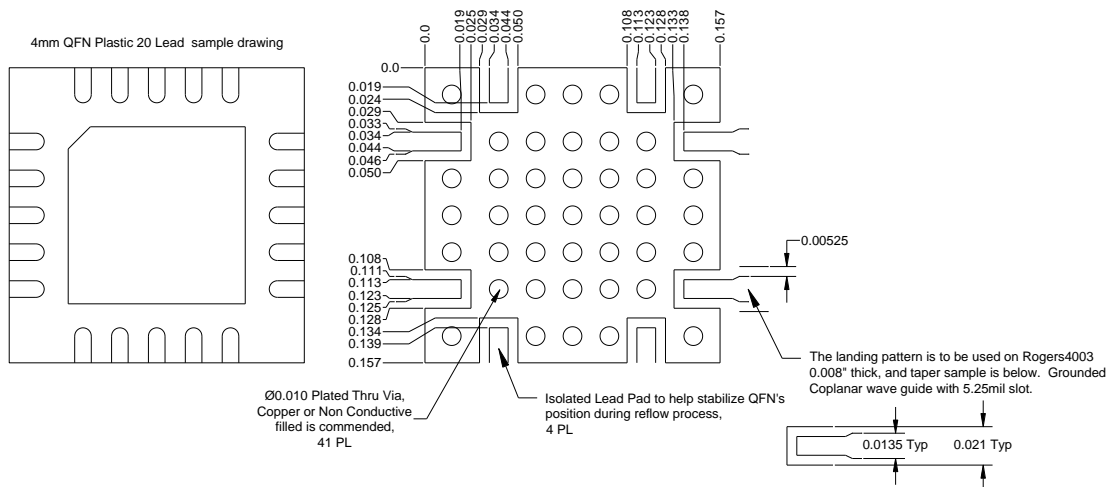 4mm QFN Plastic 20 Lead  sample drawing
0.0
0.019
0.025
0.029
0.034
0.044
0.050
0.108
0.113
0.123
0.128
0.133
0.138
0.157
0.0
0.019
0.024
0.029
0.033
0.034
0.044
0.046
0.050
0.108
0.111
0.113
0.123
0.125
0.128
0.134
0.139
0.157
0.00525
Ø0.010 Plated Thru Via,
Copper or Non Conductive
filled is commended,
41 PL
Isolated Lead Pad to help stabilize QFN's
position during reflow process,
4 PL
The landing pattern is to be used on Rogers4003
0.008" thick, and taper sample is below.  Grounded
Coplanar wave guide with 5.25mil slot.
0.0135 Typ
0.021 Typ